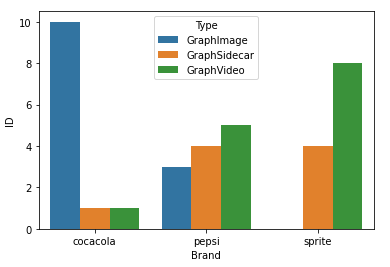 Type
GraphImage
GraphSidecar
GraphVideo
10
8
6
4
2
0
ID
cocacola pepsi sprite
Brand